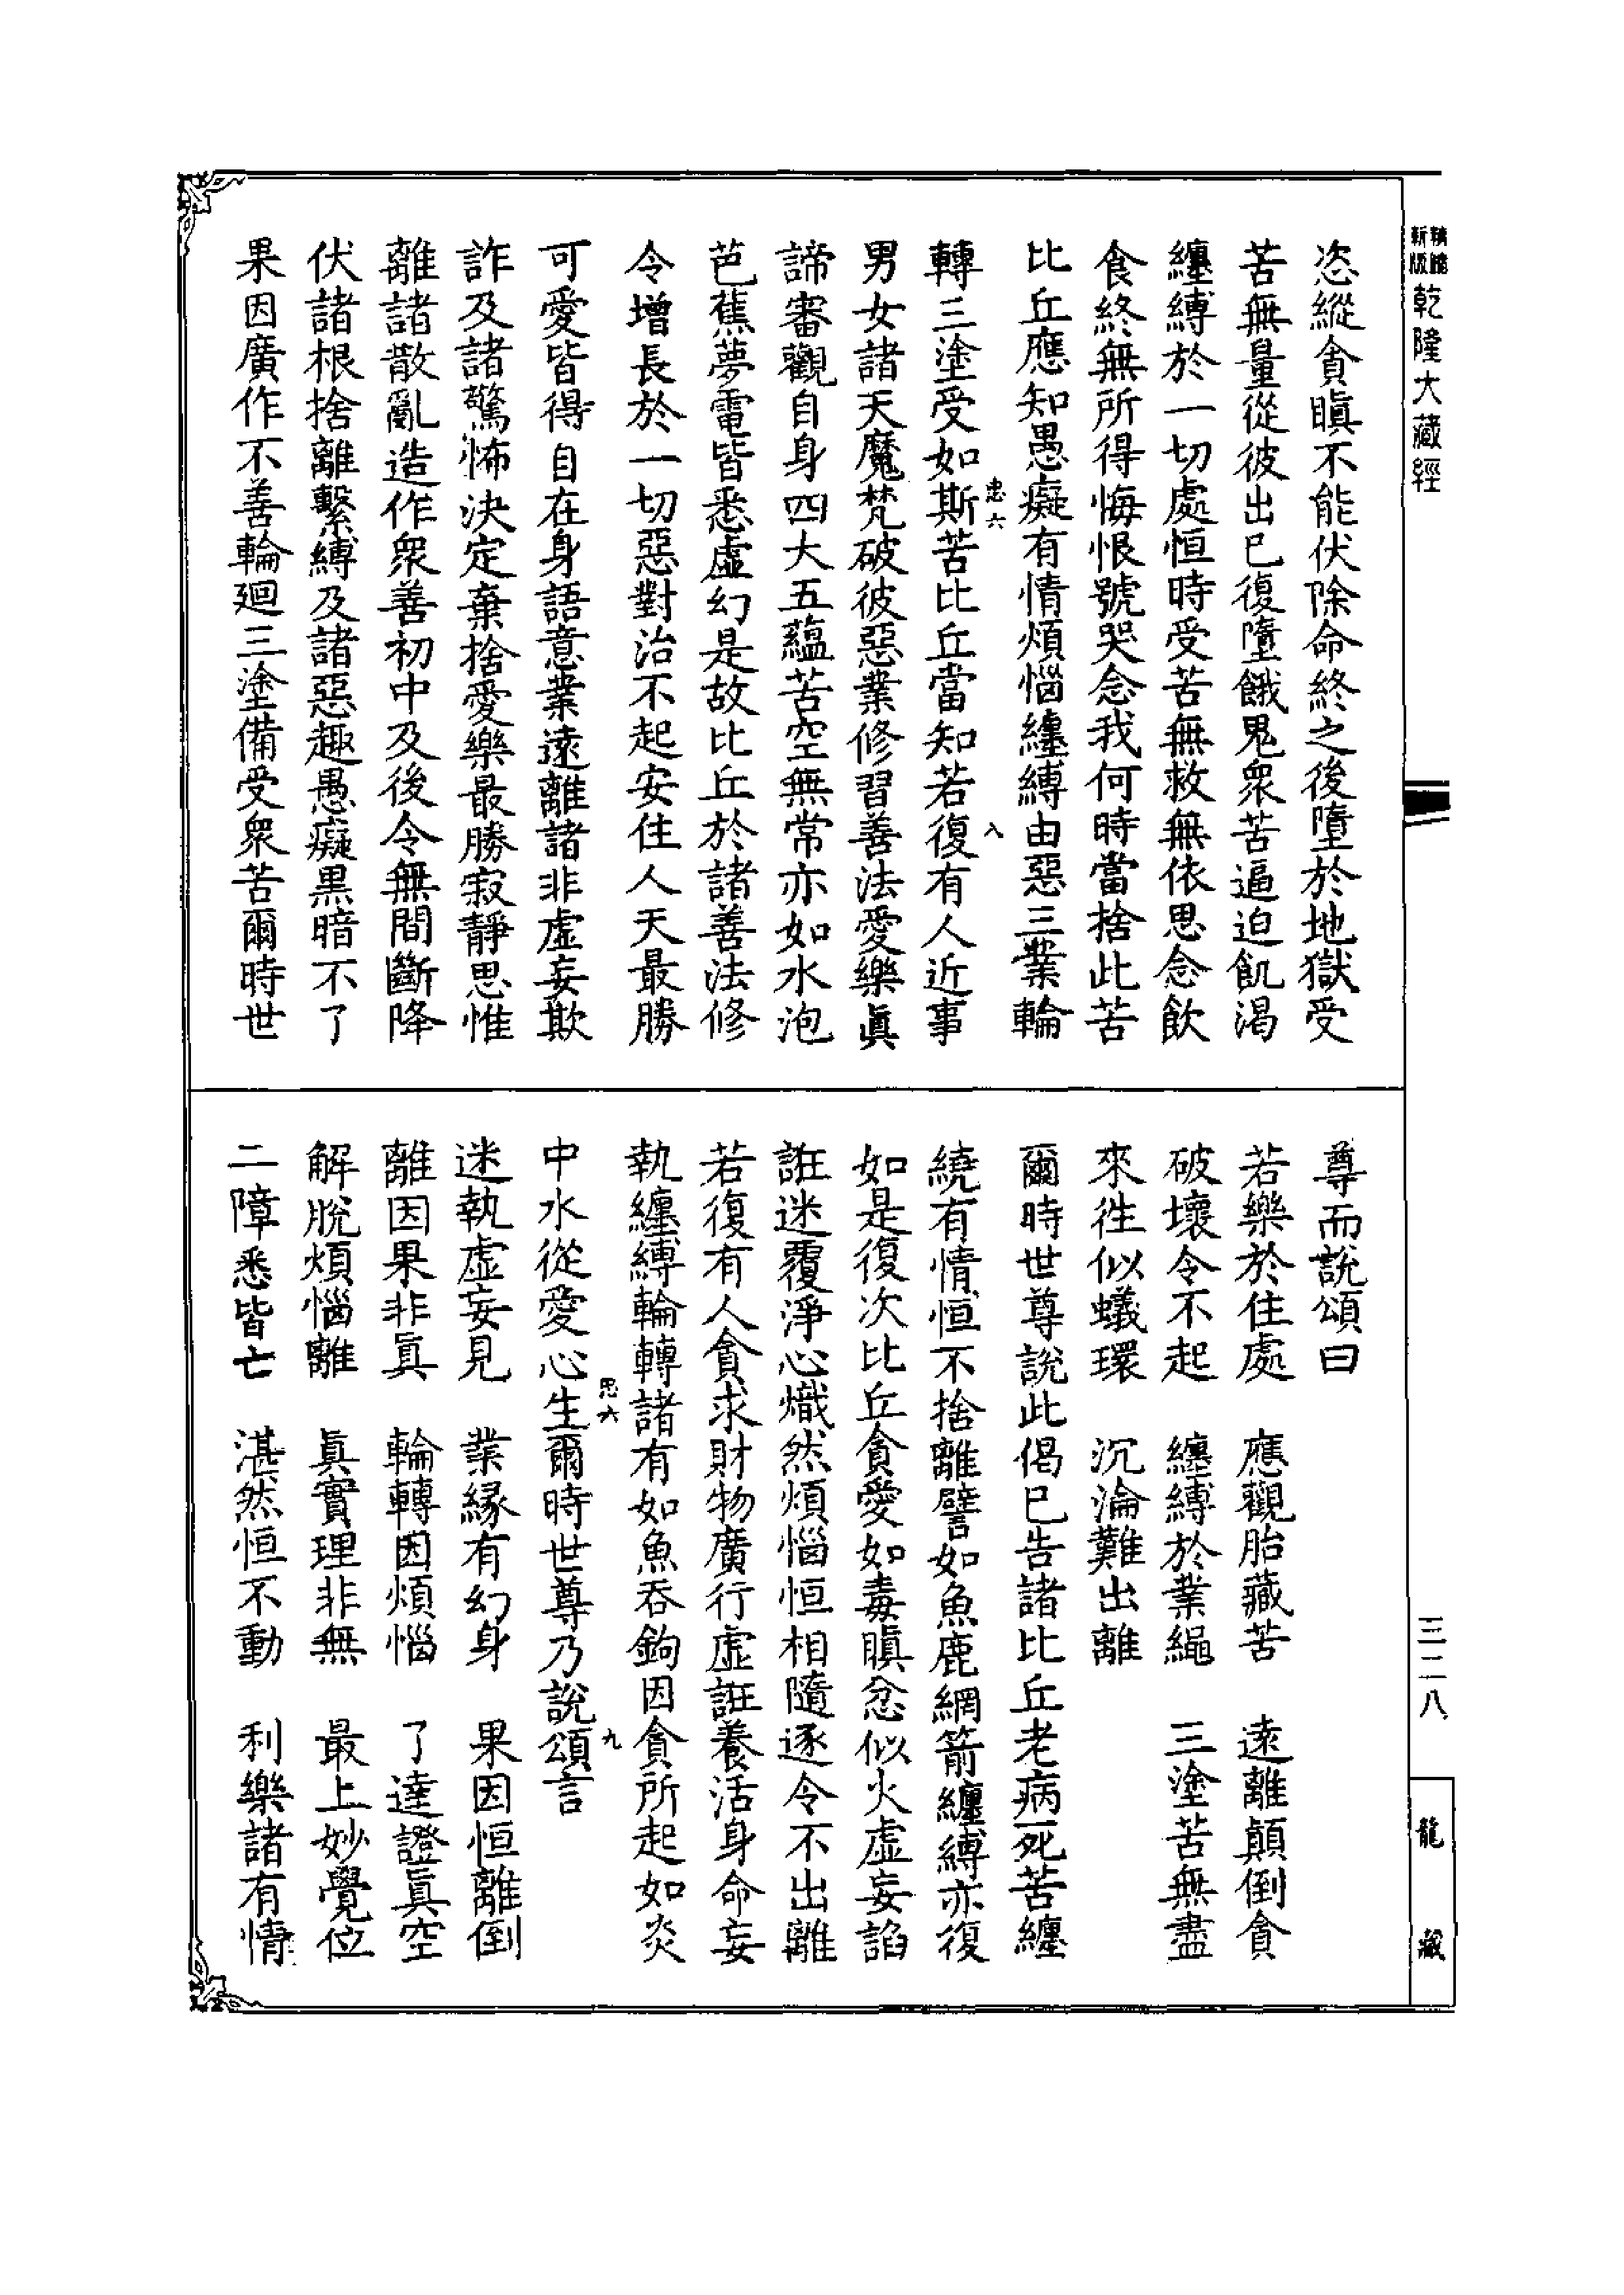 新版
精縮
乾隆大藏經
恣縱貪瞋不能伏除命終之後墮於地獄受
苦無量從彼出已復墮餓鬼衆苦逼迫飢渴
纏縛於一切處恒時受苦無救無依思念飲
食終無所得悔恨號哭念我何時當捨此苦
比丘應知愚癡有情煩惱纏縛由惡三業輪
忠六
八
轉三塗受如斯苦比丘當知若復有人近事
男女諸天魔梵破彼惡業修習善法愛樂眞
諦審觀自身四大五蘊苦空無常亦如水泡
芭蕉夢電皆悉虛幻是故比丘於諸善法修
令增長於一切惡對治不起安住人天最勝
可愛皆得自在身語意業遠離諸非虛妄欺
詐及諸驚怖決定棄捨愛樂最勝寂靜思惟
離諸散亂造作衆善初中及後令無間斷降
伏諸根捨離繫縛及諸惡趣愚癡黑暗不了
果因廣作不善輪迴三塗備受衆苦爾時世
尊而說頌曰
若樂於住處　應觀胎藏苦　遠離顛倒貪
破壞令不起　纏縛於業繩　三塗苦無盡
來往似蟻環　沉淪難出離
爾時世尊說此偈已告諸比丘老病死苦纏
繞有情恒不捨離譬如魚鹿網箭纏縛亦復
如是復次比丘貪愛如毒瞋忿似火虛妄諂
誑迷覆淨心熾然煩惱恒相隨逐令不出離
若復有人貪求財物廣行虛誑養活身命妄
執纏縛輪轉諸有如魚吞鉤因貪所起如炎
忠六
九
中水從愛心生爾時世尊乃說頌言
迷執虛妄見　業緣有幻身　果因恒離倒
離因果非眞　輪轉因煩惱　了達證眞空
解脫煩惱離　眞實理非無　最上妙覺位
二障悉皆亡　湛然恒不動　利樂諸有情
三二八
龍藏